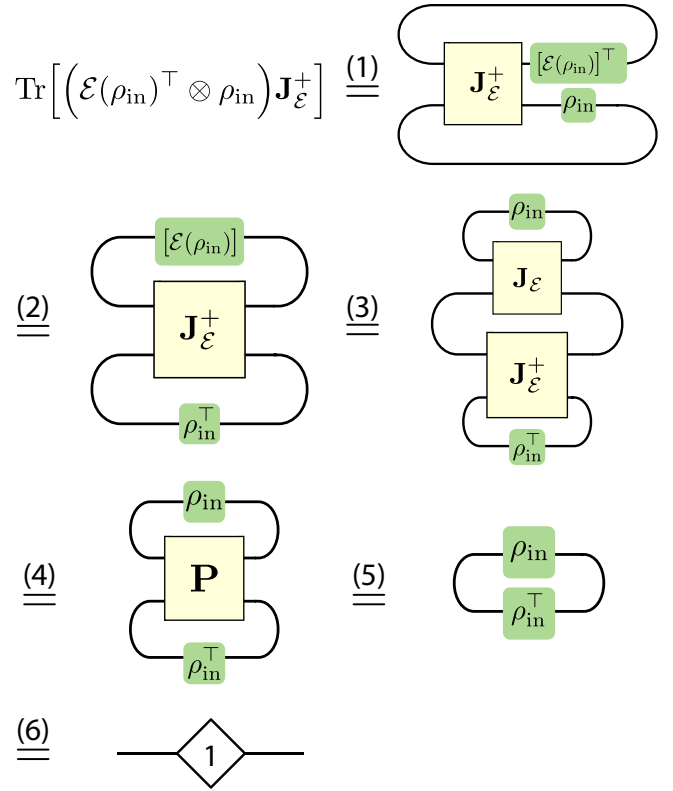 Tr[(ℰ(ρ_in)^⊤ ⊗ ρ_in) J_ℰ^+] (1) = J_ℰ^+ [ℰ(ρ_in)]^⊤ ρ_in
(2) = [ℰ(ρ_in)] J_ℰ^+ ρ_in^⊤
(3) = ρ_in J_ℰ J_ℰ^+ ρ_in^⊤
(4) = ρ_in P ρ_in^⊤
(5) = ρ_in ρ_in^⊤
(6) = 1